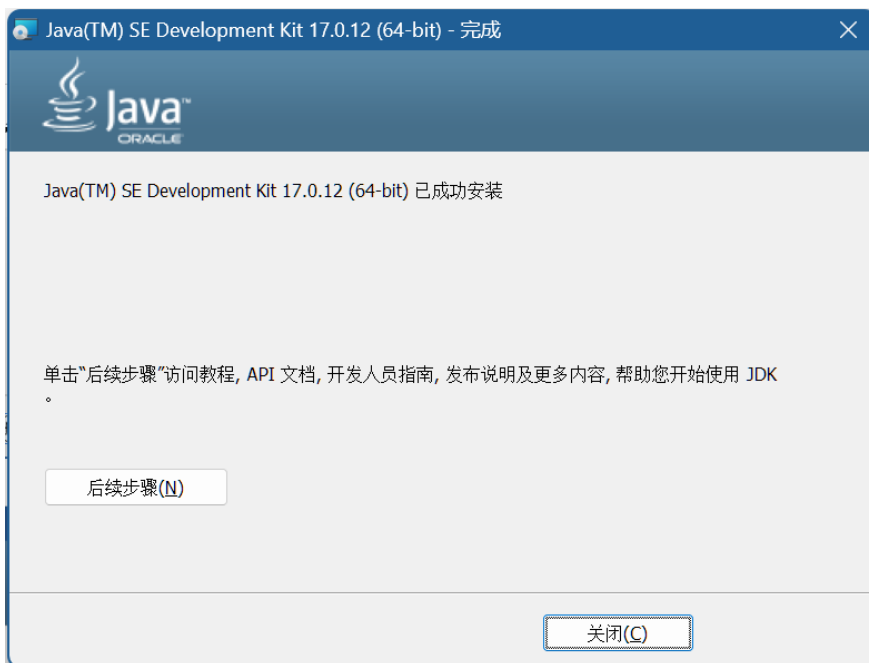 Java(TM) SE Development Kit 17.0.12 (64-bit) - 完成
Java™
ORACLE
Java(TM) SE Development Kit 17.0.12 (64-bit) 已成功安装
单击“后续步骤”访问教程, API 文档, 开发人员指南, 发布说明及更多内容, 帮助您开始使用 JDK
。
后续步骤(N)
关闭(C)